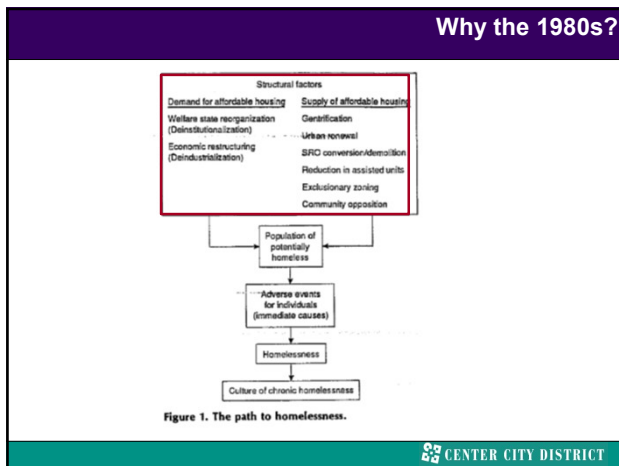 Why the 1980s?
Structural factors
Demand for affordable housing
Welfare state reorganization
(Deinstitutionalization)
Economic restructuring
(Deindustrialization)
Supply of affordable housing
Gentrification
Urban renewal
SRO conversion/demolition
Reduction in assisted units
Exclusionary zoning
Community opposition
Population of
potentially
homeless
Adverse events
for individuals
(immediate causes)
Homelessness
Culture of chronic homelessness
Figure 1. The path to homelessness.
CENTER CITY DISTRICT